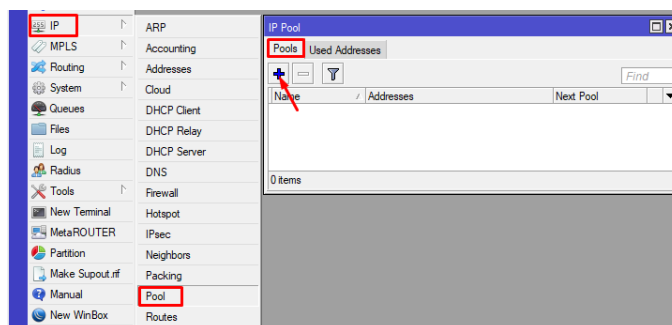 IP
MPLS
Routing
System
Queues
Files
Log
Radius
Tools
New Terminal
MetaROUTER
Partition
Make Supout.rif
Manual
New WinBox
ARP
Accounting
Addresses
Cloud
DHCP Client
DHCP Relay
DHCP Server
DNS
Firewall
Hotspot
IPsec
Neighbors
Packing
Pool
Routes
IP Pool
Pools Used Addresses
Find
Name Addresses Next Pool
0 items